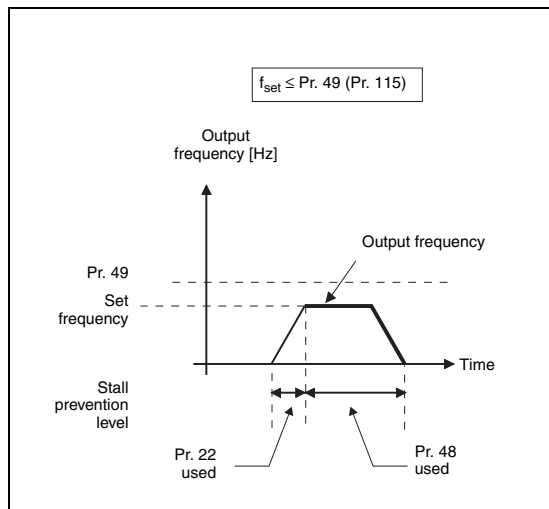 fset ≤ Pr. 49 (Pr. 115)
Output
frequency [Hz]
Output frequency
Pr. 49
Set
frequency
Time
Stall
prevention
level
Pr. 22
used
Pr. 48
used